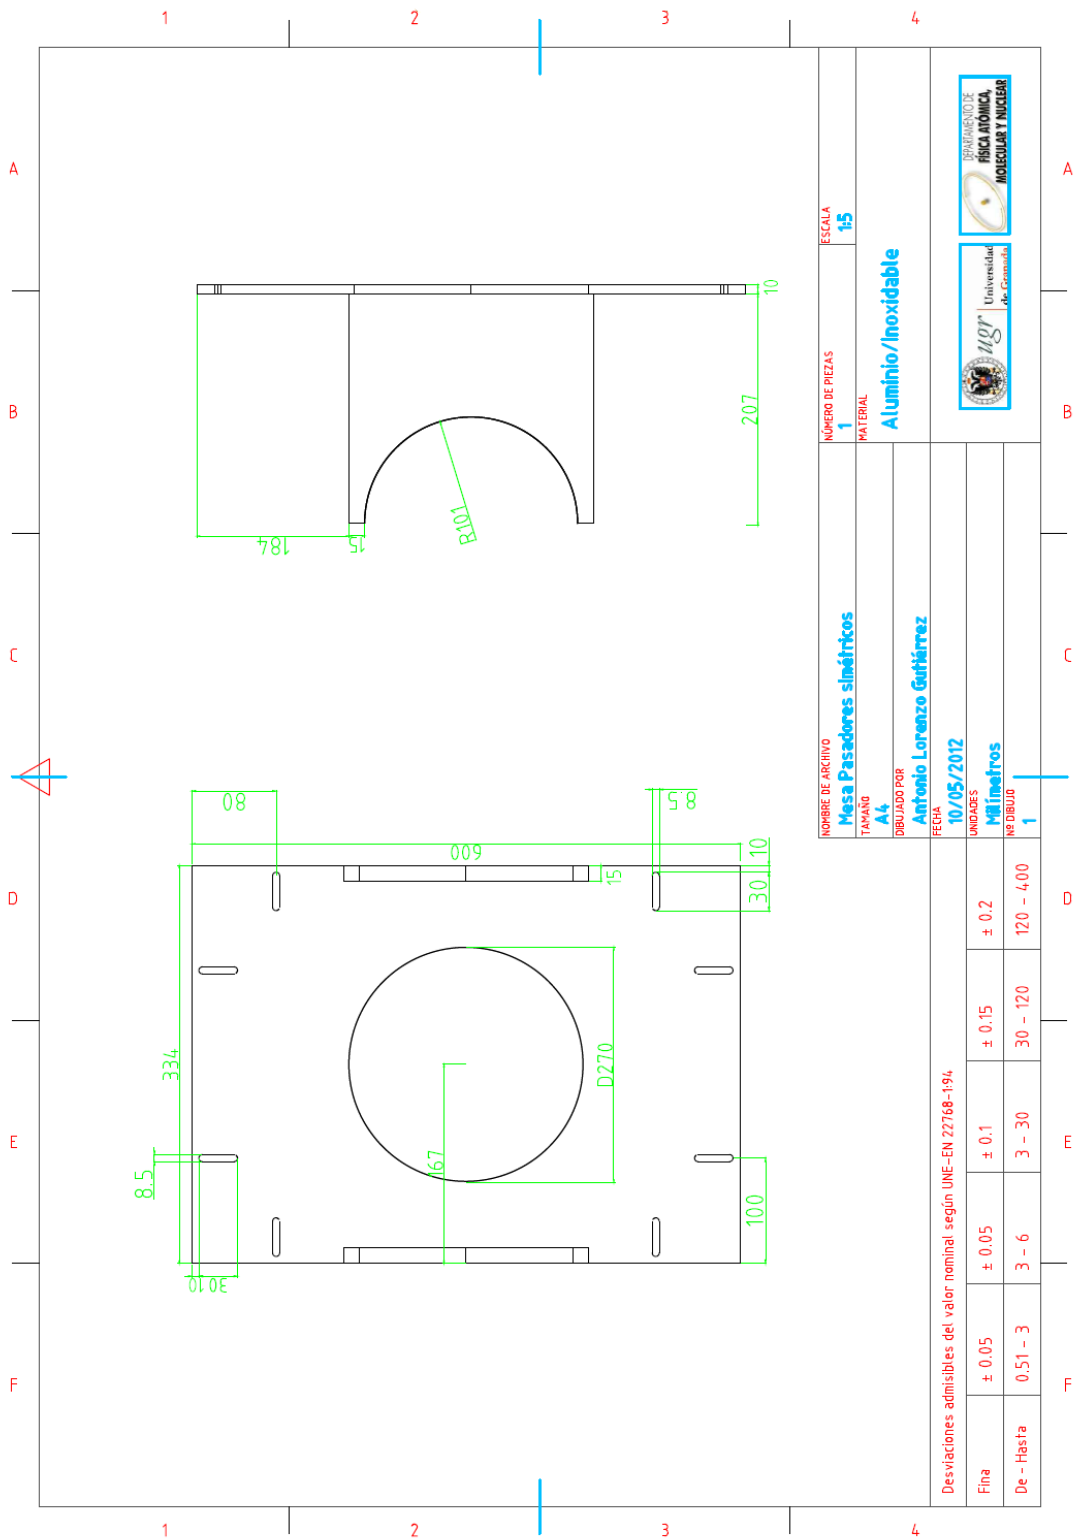 1
2
3
4
A
A
B
B
C
C
D
D
E
E
F
F
1
2
3
4
10
207
R101
184
15
80
8.5
600
15
10
30
334
D270
167
8.5
100
30
10
NOMBRE DE ARCHIVO
Mesa Pasadores simétricos
NÚMERO DE PIEZAS
1
ESCALA
1:5
TAMAÑO
A4
MATERIAL
Aluminio/Inoxidable
DIBUJADO POR
Antonio Lorenzo Gutiérrez
FECHA
10/05/2012
UNIDADES
Milímetros
Nº DIBUJO
1
ugr
Universidad
de Granada
DEPARTAMENTO DE
FÍSICA ATÓMICA,
MOLECULAR Y NUCLEAR
Desviaciones admisibles del valor nominal según UNE-EN 22768-1:94
Fina ± 0.05 ± 0.05 ± 0.1 ± 0.15 ± 0.2
De - Hasta 0.51 - 3 3 - 6 3 - 30 30 - 120 120 - 400